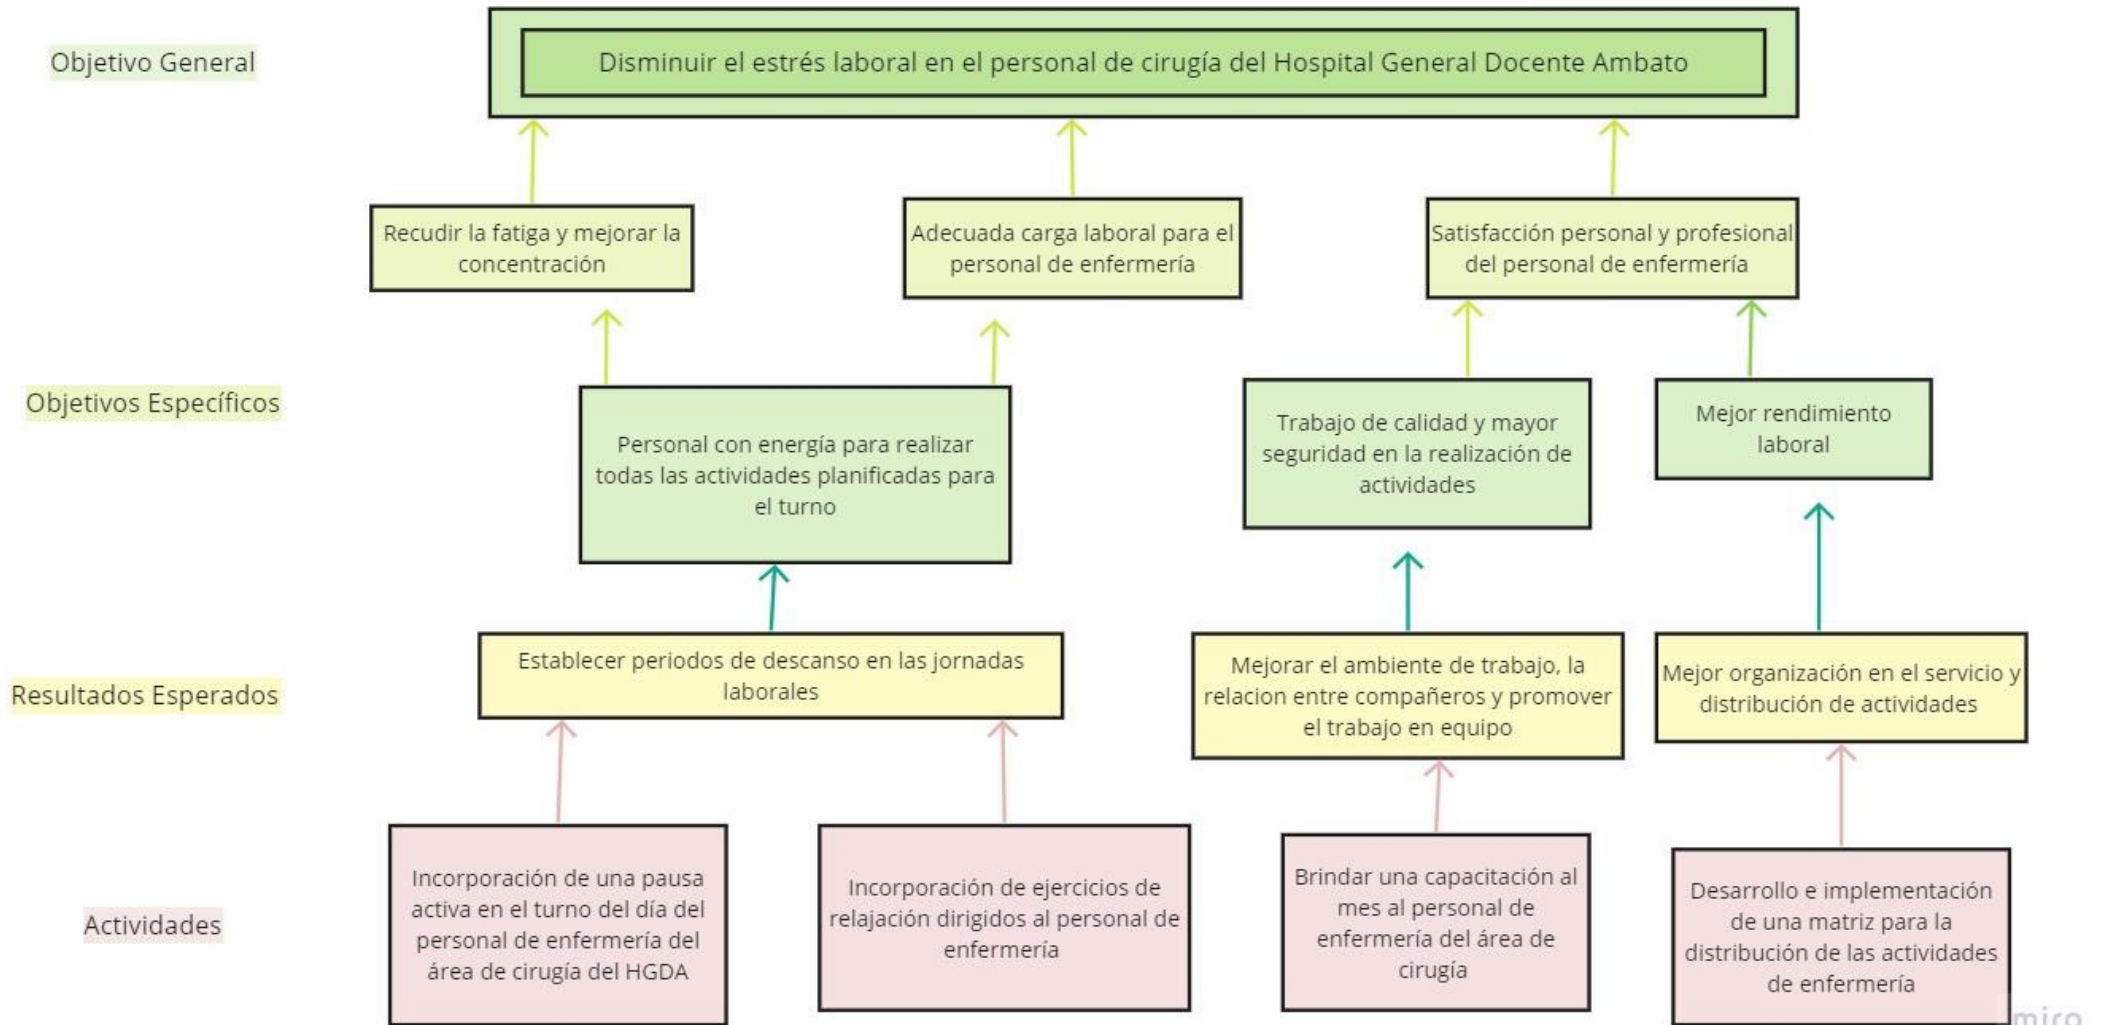 Objetivo General
Disminuir el estrés laboral en el personal de cirugía del Hospital General Docente Ambato
Recudir la fatiga y mejorar la
concentración
Adecuada carga laboral para el
personal de enfermería
Satisfacción personal y profesional
del personal de enfermería
Objetivos Específicos
Personal con energía para realizar
todas las actividades planificadas para
el turno
Trabajo de calidad y mayor
seguridad en la realización de
actividades
Mejor rendimiento
laboral
Resultados Esperados
Establecer periodos de descanso en las jornadas
laborales
Mejorar el ambiente de trabajo, la
relacion entre compañeros y promover
el trabajo en equipo
Mejor organización en el servicio y
distribución de actividades
Actividades
Incorporación de una pausa
activa en el turno del día del
personal de enfermería del
área de cirugía del HGDA
Incorporación de ejercicios de
relajación dirigidos al personal de
enfermería
Brindar una capacitación al
mes al personal de
enfermería del área de
cirugía
Desarrollo e implementación
de una matriz para la
distribución de las actividades
de enfermería
miro